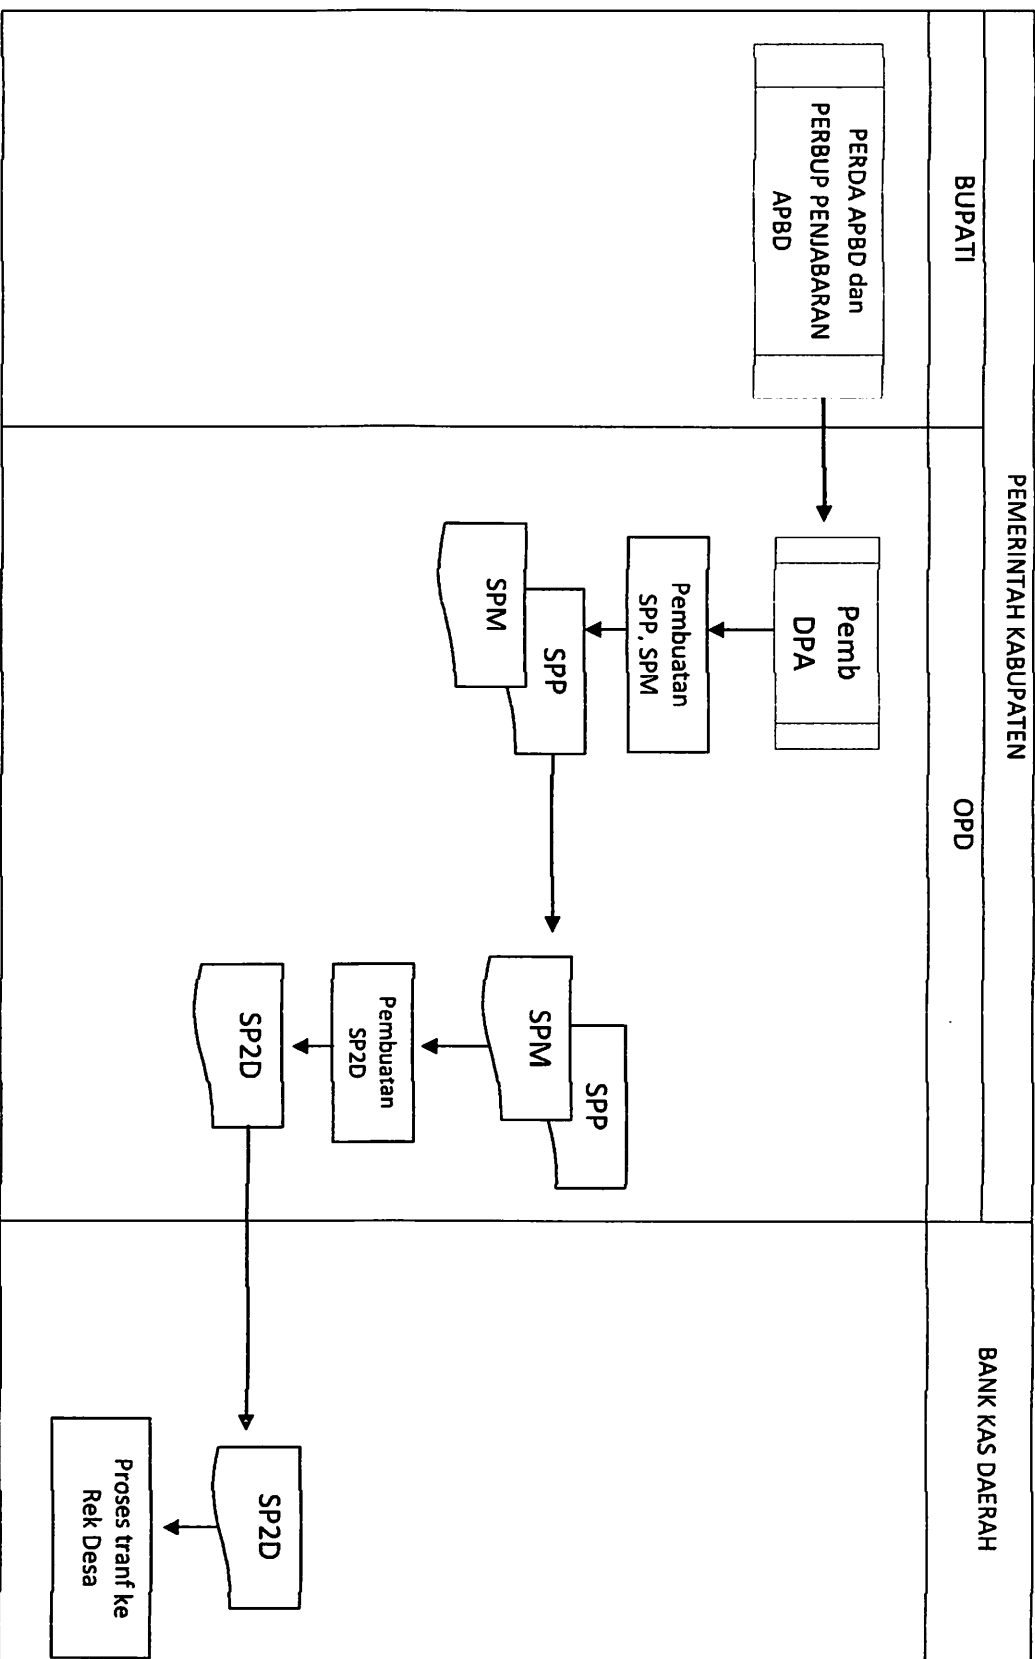 PEMERINTAH KABUPATEN
BUPATI
OPD
BANK KAS DAERAH
PERDA APBD dan
PERBUP PENJABARAN
APBD
Pemb
DPA
Pembuatan
SPP, SPM
SPP
SPM
SPP
SPM
Pembuatan
SP2D
SP2D
SP2D
Proses tranf ke
Rek Desa